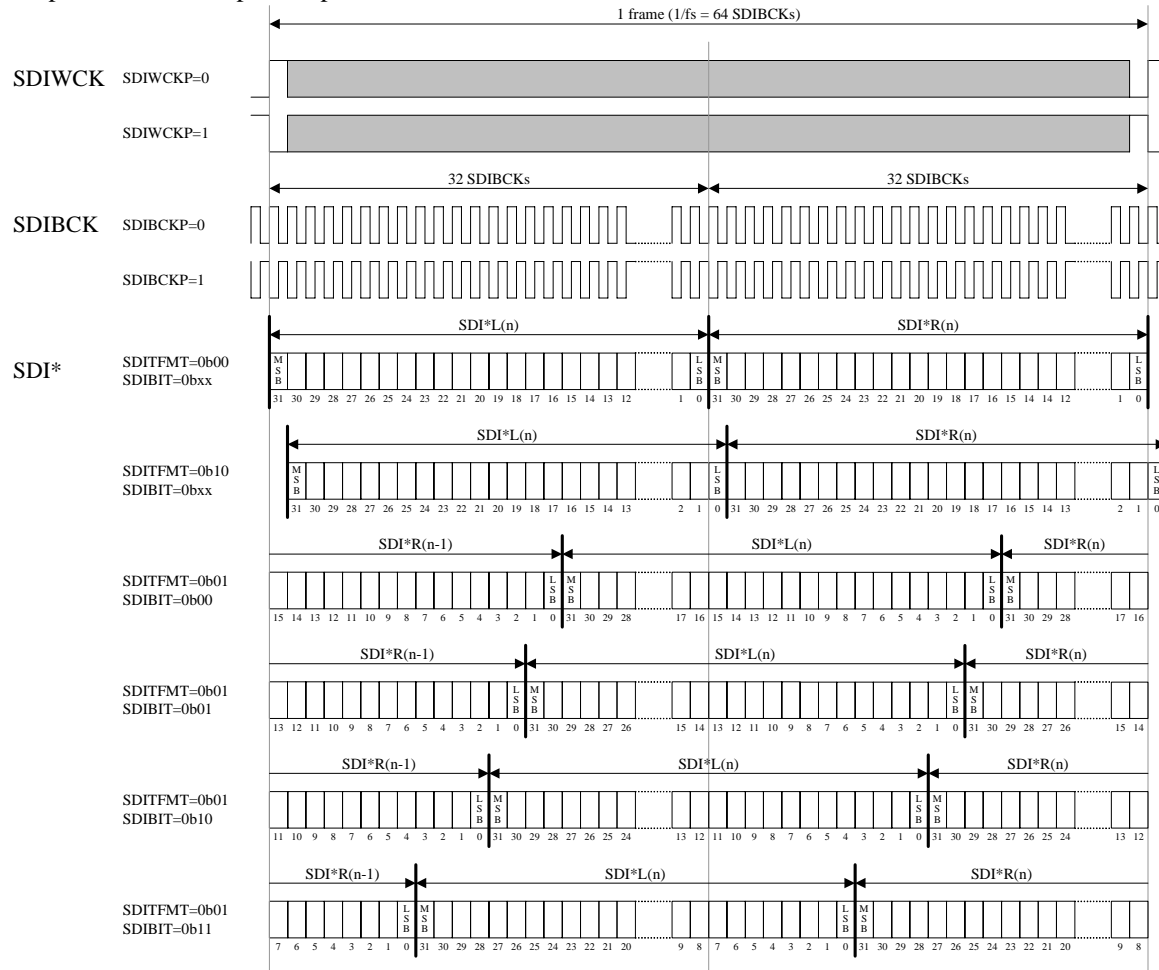 1 frame (1/fs = 64 SDIBCKs)
SDIWCK SDIWCKP=0
SDIWCKP=1
32 SDIBCKs 32 SDIBCKs
SDIBCK SDIBCKP=0
SDIBCKP=1
SDI*L(n) SDI*R(n)
SDI* SDITFMT=0b00
SDIBIT=0bxx
MSB LSB MSB LSB
31 30 29 28 27 26 25 24 23 22 21 20 19 18 17 16 15 14 13 12 1 0 31 30 29 28 27 26 25 24 23 22 21 20 19 18 17 16 15 14 14 12 1 0
SDI*L(n) SDI*R(n)
SDITFMT=0b10
SDIBIT=0bxx
MSB LSB LSB
31 30 29 28 27 26 25 24 23 22 21 20 19 18 17 16 15 14 13 2 1 0 31 30 29 28 27 26 25 24 23 22 21 20 19 18 17 16 15 14 13 2 1 0
SDI*R(n-1) SDI*L(n) SDI*R(n)
SDITFMT=0b01
SDIBIT=0b00
LSB MSB LSB MSB
15 14 13 12 11 10 9 8 7 6 5 4 3 2 1 0 31 30 29 28 17 16 15 14 13 12 11 10 9 8 7 6 5 4 3 2 1 0 31 30 29 28 17 16
SDI*R(n-1) SDI*L(n) SDI*R(n)
SDITFMT=0b01
SDIBIT=0b01
LSB MSB LSB MSB
13 12 11 10 9 8 7 6 5 4 3 2 1 0 31 30 29 28 27 26 15 14 13 12 11 10 9 8 7 6 5 4 3 2 1 0 31 30 29 28 27 26 15 14
SDI*R(n-1) SDI*L(n) SDI*R(n)
SDITFMT=0b01
SDIBIT=0b10
LSB MSB LSB MSB
11 10 9 8 7 6 5 4 3 2 1 0 31 30 29 28 27 26 25 24 13 12 11 10 9 8 7 6 5 4 3 2 1 0 31 30 29 28 27 26 25 24 13 12
SDI*R(n-1) SDI*L(n) SDI*R(n)
SDITFMT=0b01
SDIBIT=0b11
LSB MSB LSB MSB
7 6 5 4 3 2 1 0 31 30 29 28 27 26 25 24 23 22 21 20 9 8 7 6 5 4 3 2 1 0 31 30 29 28 27 26 25 24 23 22 21 20 9 8